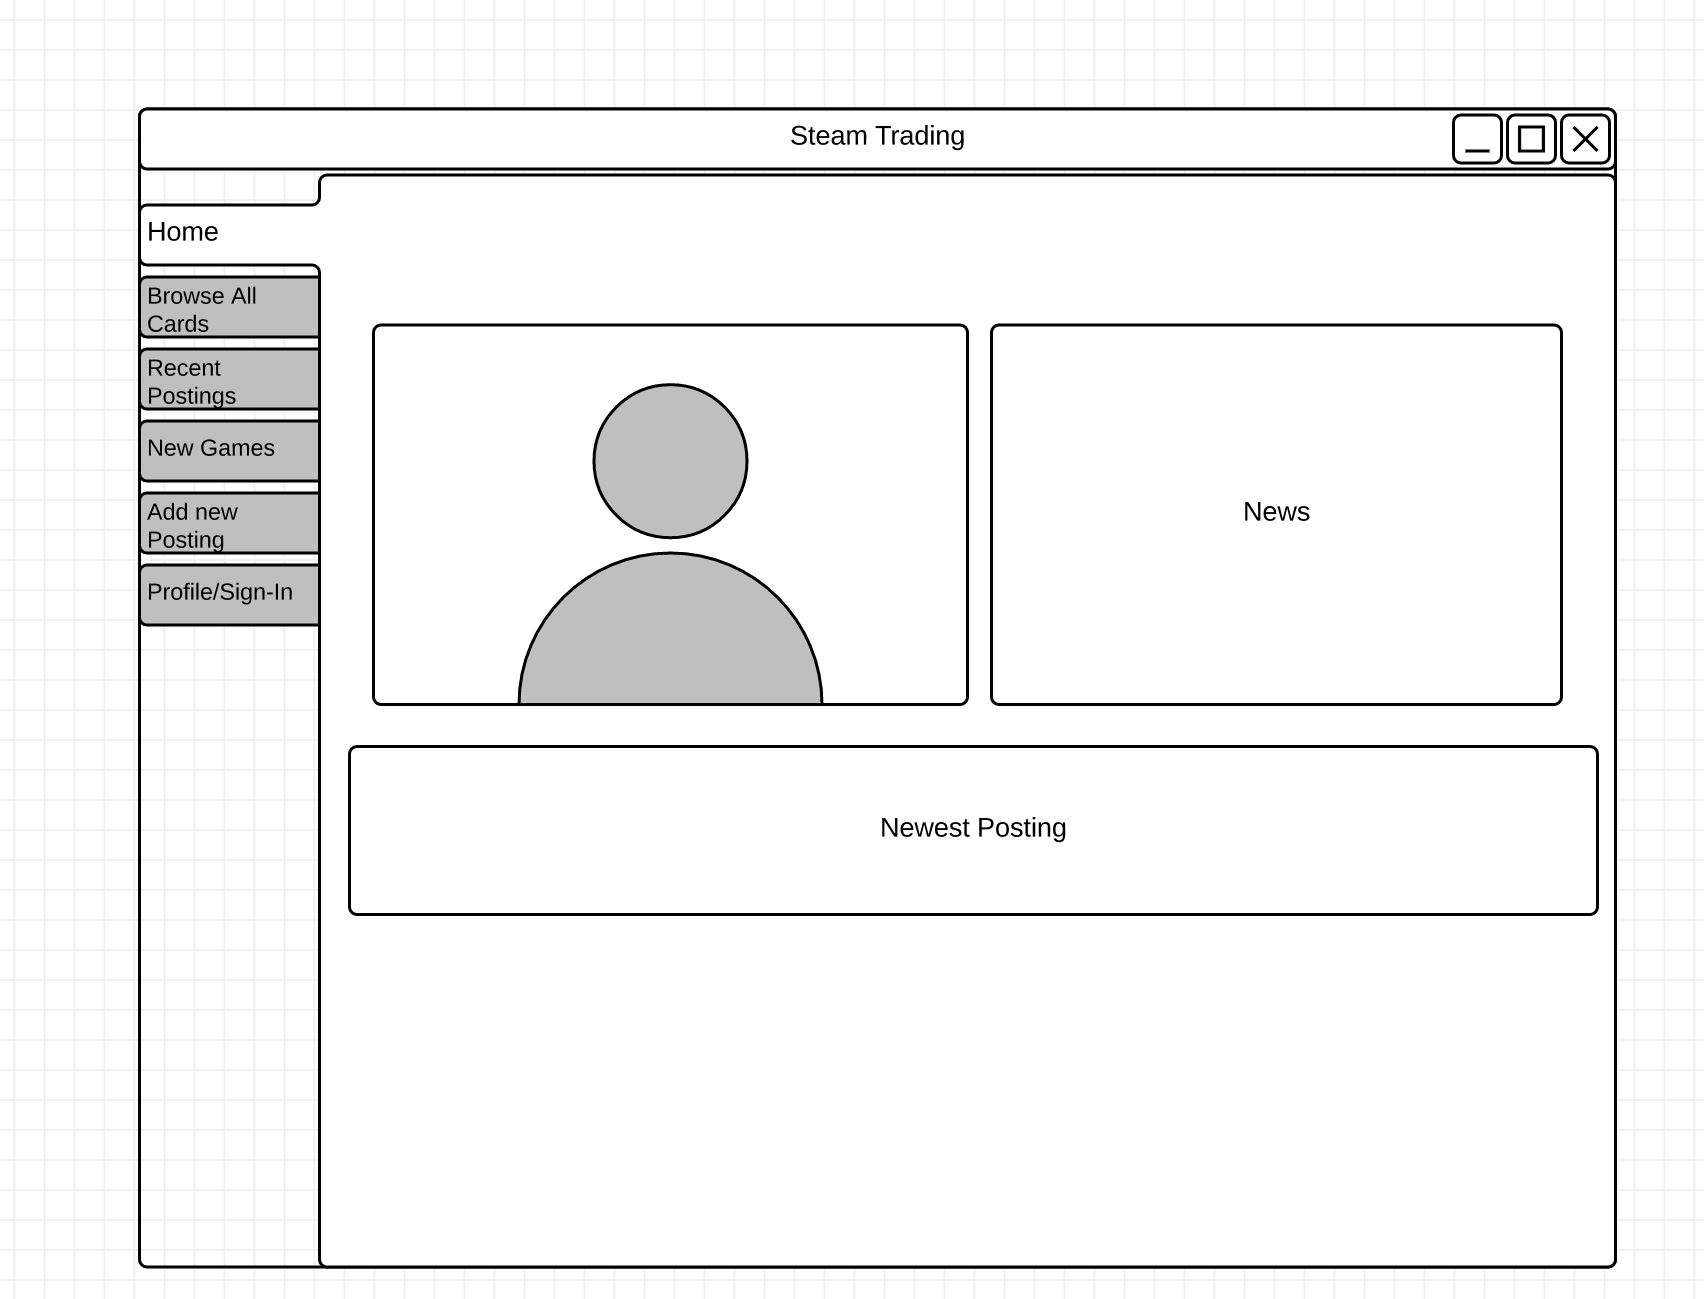 Steam Trading
Home
Browse All
Cards
Recent
Postings
New Games
Add new
Posting
Profile/Sign-In
News
Newest Posting